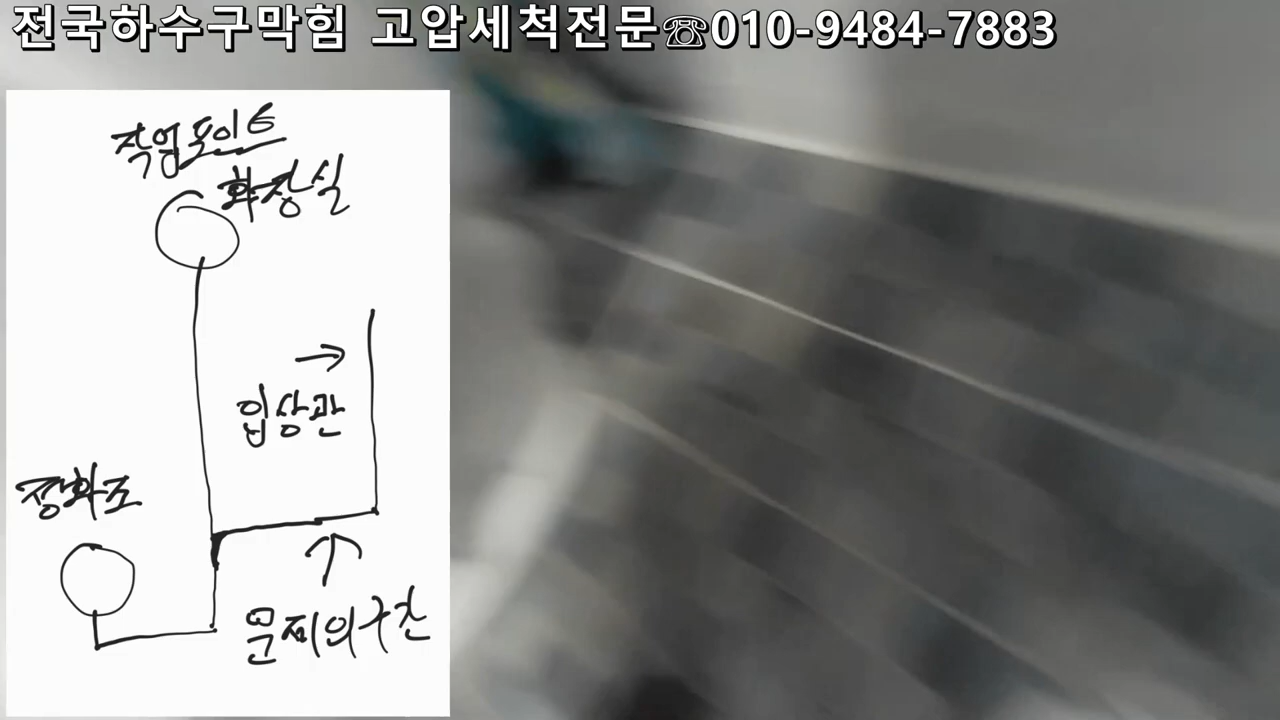 전국하수구막힘 고압세척전문☏010-9484-7883
작업포인트
화장실
→
입상관
정화조
↑
문제의구간